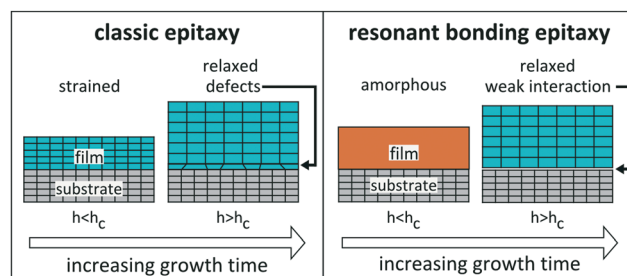 classic epitaxy
strained
relaxed
defects
film
substrate
h<hc
h>hc
increasing growth time
resonant bonding epitaxy
amorphous
relaxed
weak interaction
film
substrate
h<hc
h>hc
increasing growth time